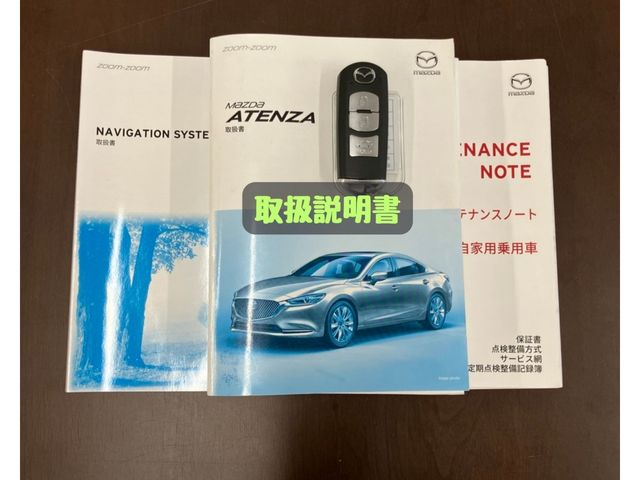 zoom-zoom
NAVIGATION SYSTE
取扱書
zoom-zoom
mazda
mazda
ATENZA
取扱書
取扱説明書
mazda
ENANCE
NOTE
テナンスノート
自家用乗用車
保証書
点検整備方式
サービス網
定期点検整備記録簿